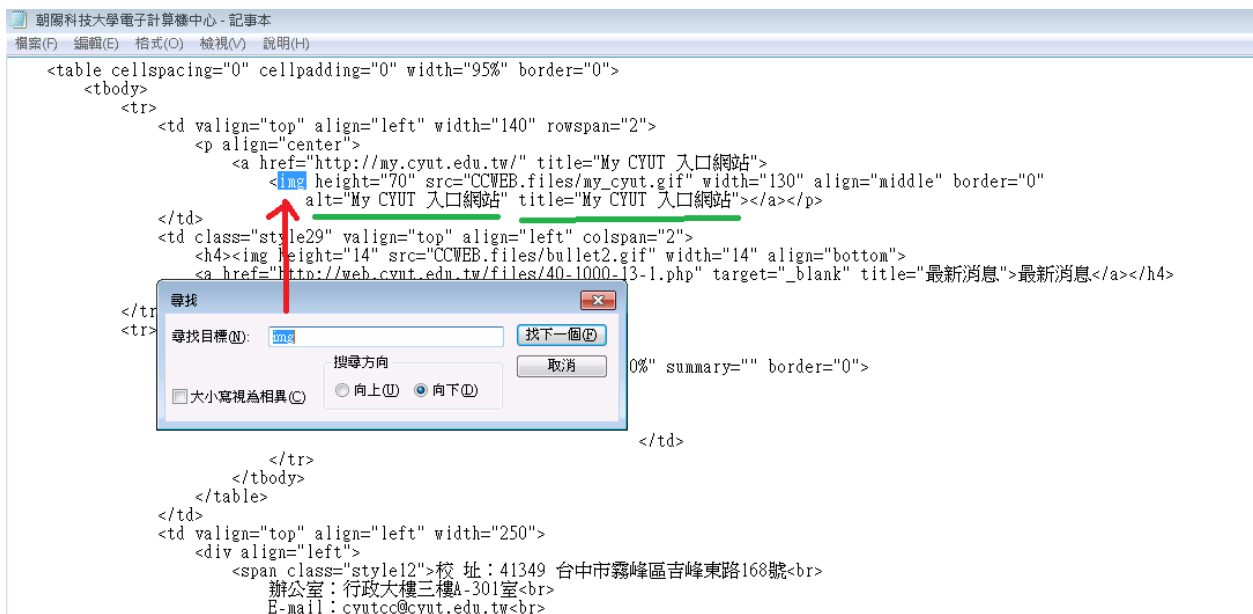 朝陽科技大學電子計算機中心 - 記事本
檔案(F) 編輯(E) 格式(O) 檢視(V) 說明(H)
<table cellspacing="0" cellpadding="0" width="95%" border="0">
<tbody>
<tr>
<td valign="top" align="left" width="140" rowspan="2">
<p align="center">
<a href="http://my.cyut.edu.tw/" title="My CYUT 入口網站">
<img height="70" src="CCWEB.files/my_cyut.gif" width="130" align="middle" border="0"
alt="My CYUT 入口網站" title="My CYUT 入口網站"></a></p>
</td>
<td class="style29" valign="top" align="left" colspan="2">
<h4><img height="14" src="CCWEB.files/bullet2.gif" width="14" align="bottom">
<a href="http://web.cyut.edu.tw/files/40-1000-13-1.php" target="_blank" title="最新消息">最新消息</a></h4>
</tr
<tr>
尋找
尋找目標(N): img 找下一個(F)
搜尋方向 取消
大小寫視為相異(C) 向上(U) 向下(D)
0%" summary="" border="0">
</td>
</tr>
</tbody>
</table>
</td>
<td valign="top" align="left" width="250">
<div align="left">
<span class="style12">校 址：41349 台中市霧峰區吉峰東路168號<br>
辦公室：行政大樓三樓A-301室<br>
E-mail：cyutcc@cyut.edu.tw<br>